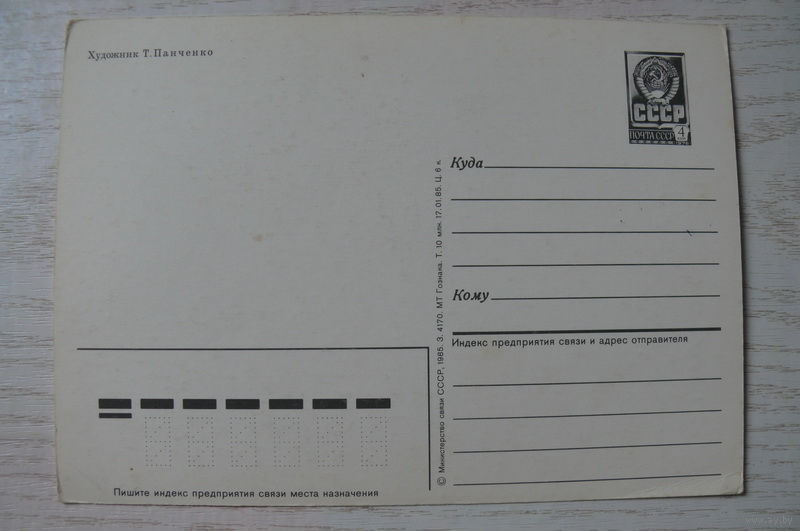 Художник Т. Панченко
СССР
ПОЧТА СССР 4
Куда
Кому
Индекс предприятия связи и адрес отправителя
© Министерство связи СССР, 1985. З. 4170. МТ Гознака. Т. 10 млн. 17.01.85. Ц. 6 к.
Пишите индекс предприятия связи места назначения